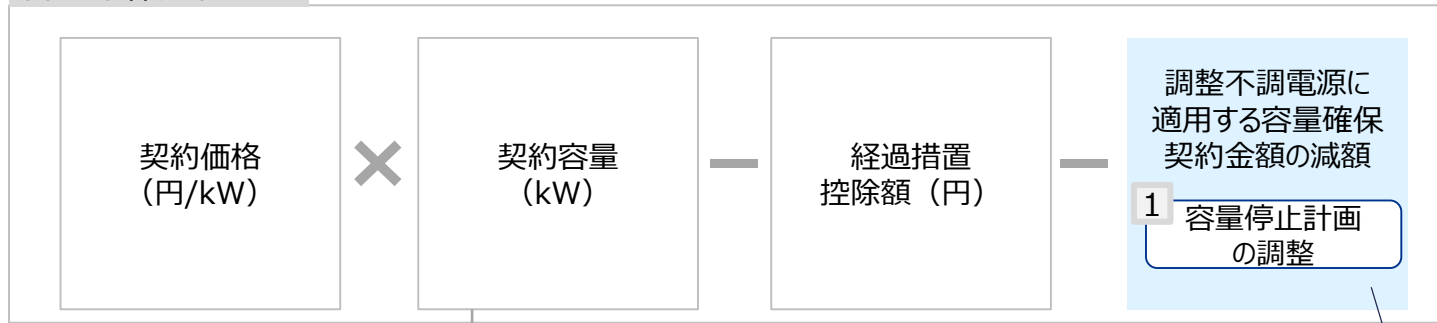 契約価格
（円/kW）
×
契約容量
（kW）
－
経過措置
控除額（円）
－
調整不調電源に
適用する容量確保
契約金額の減額
1
容量停止計画
の調整